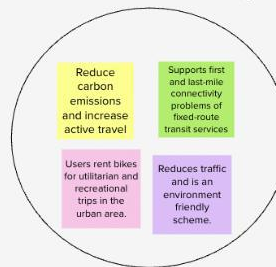 Reduce
carbon
emissions
and increase
active travel
Supports first
and last-mile
connectivity
problems of
fixed-route
transit services
Users rent bikes
for utilitarian and
recreational
trips in the
urban area.
Reduces traffic
and is an
environment
friendly
scheme.